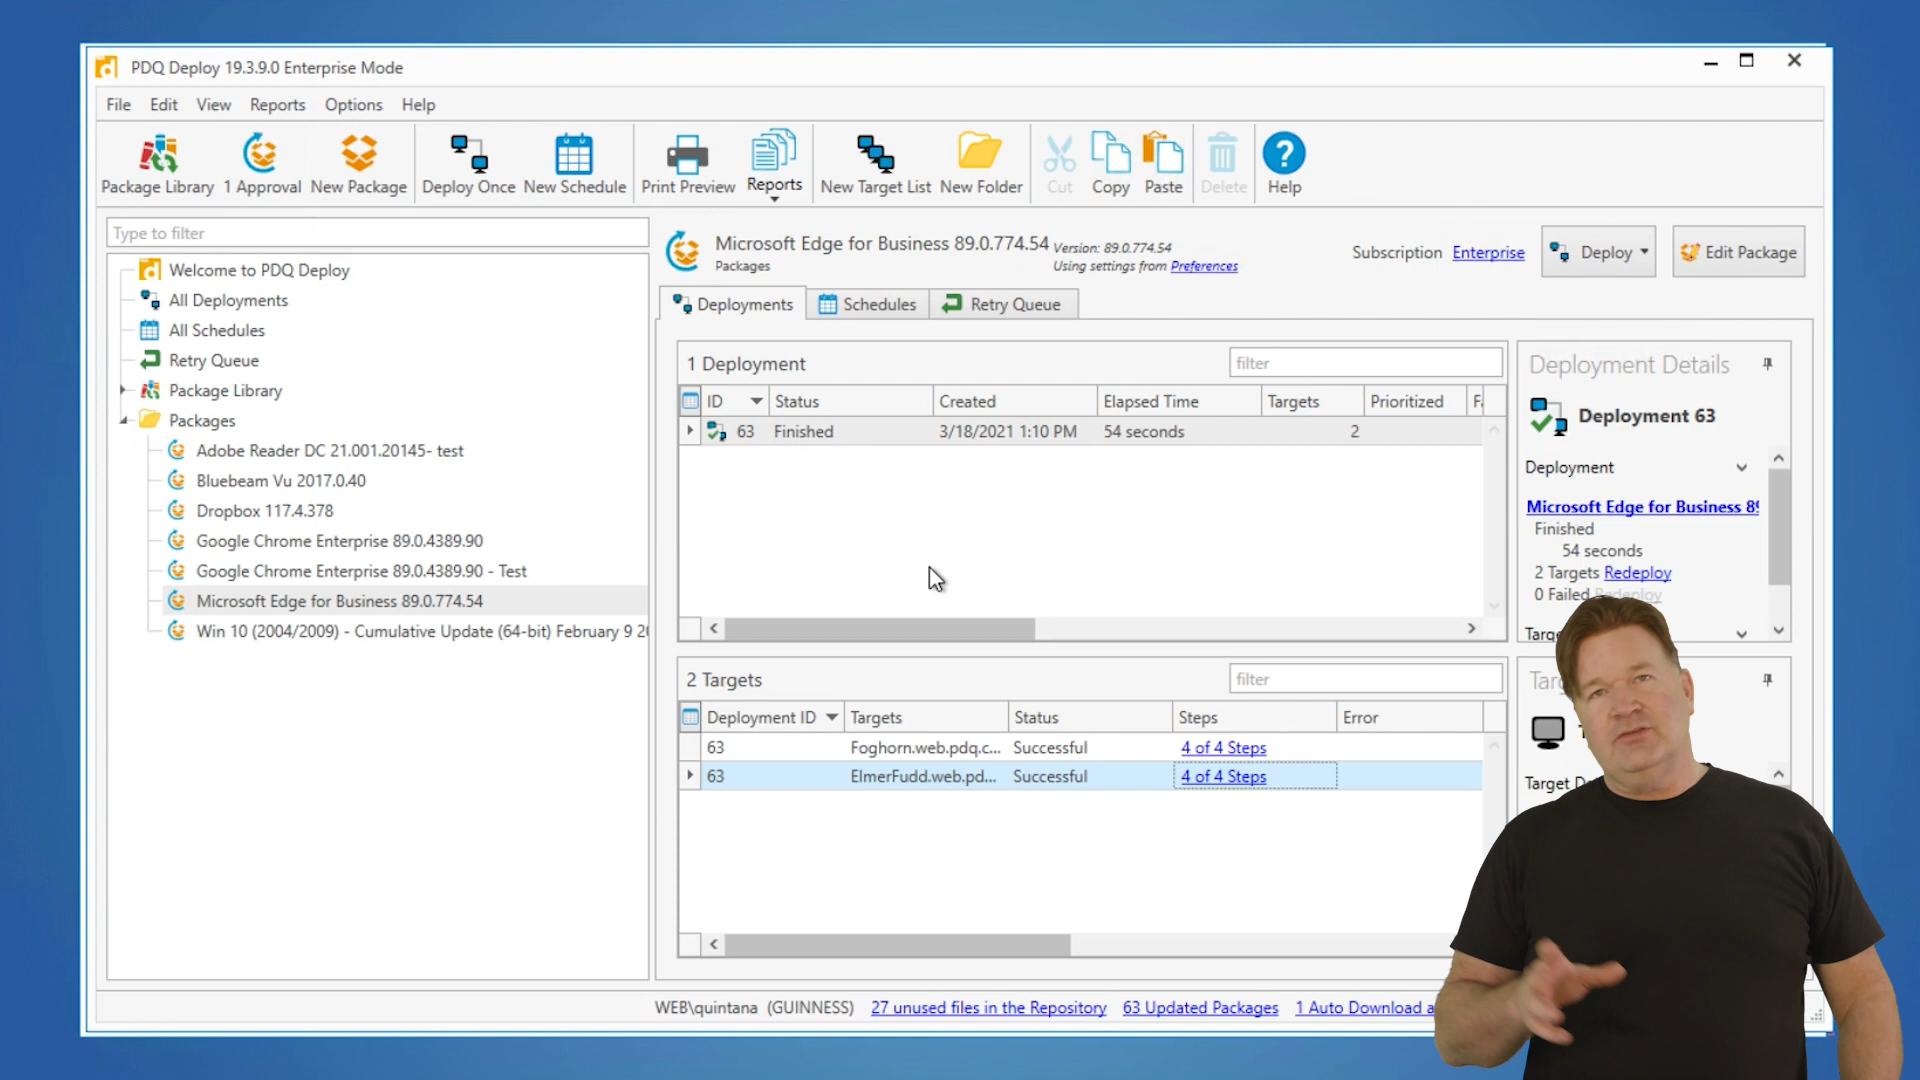 PDQ Deploy 19.3.9.0 Enterprise Mode
File Edit View Reports Options Help
Package Library 1 Approval New Package Deploy Once New Schedule Print Preview Reports New Target List New Folder Cut Copy Paste Delete Help
Type to filter
Welcome to PDQ Deploy
All Deployments
All Schedules
Retry Queue
Package Library
Packages
Adobe Reader DC 21.001.20145- test
Bluebeam Vu 2017.0.40
Dropbox 117.4.378
Google Chrome Enterprise 89.0.4389.90
Google Chrome Enterprise 89.0.4389.90 - Test
Microsoft Edge for Business 89.0.774.54
Win 10 (2004/2009) - Cumulative Update (64-bit) February 9 20
Microsoft Edge for Business 89.0.774.54 Version: 89.0.774.54
Packages Using settings from Preferences
Subscription Enterprise Deploy Edit Package
Deployments Schedules Retry Queue
1 Deployment filter
ID Status Created Elapsed Time Targets Prioritized
63 Finished 3/18/2021 1:10 PM 54 seconds 2
Deployment Details
Deployment 63
Deployment
Microsoft Edge for Business 89
Finished
54 seconds
2 Targets Redeploy
0 Failed Redeploy
2 Targets filter
Deployment ID Targets Status Steps Error
63 Foghorn.web.pdq.c... Successful 4 of 4 Steps
63 ElmerFudd.web.pd... Successful 4 of 4 Steps
Target
WEB\quintana (GUINNESS) 27 unused files in the Repository 63 Updated Packages 1 Auto Download